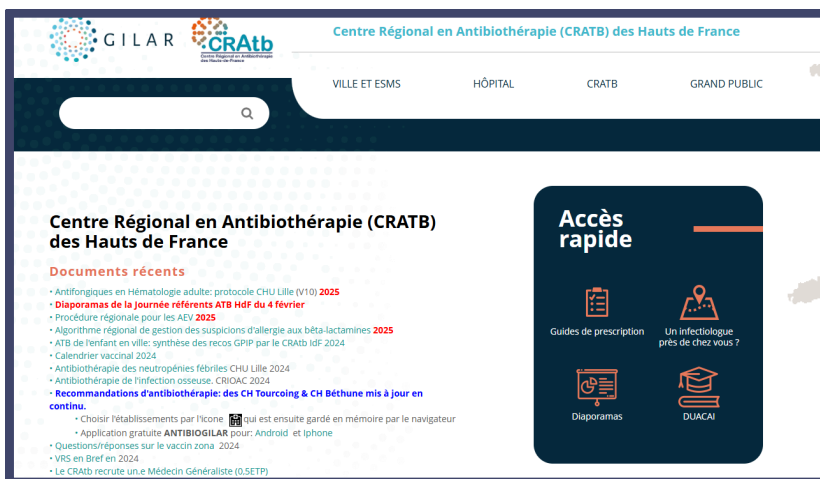 GILAR
CRAtb
Centre Régional en Antibiothérapie
des Hauts-de-France
Centre Régional en Antibiothérapie (CRATB) des Hauts de France
VILLE ET ESMS
HÔPITAL
CRATB
GRAND PUBLIC
Centre Régional en Antibiothérapie (CRATB)
des Hauts de France
Documents récents
• Antifongiques en Hématologie adulte: protocole CHU Lille (V10) 2025
• Diaporamas de la Journée référents ATB HdF du 4 février
• Procédure régionale pour les AEV 2025
• Algorithme régional de gestion des suspicions d'allergie aux bêta-lactamines 2025
• ATB de l'enfant en ville: synthèse des recos GPIP par le CRAtb IdF 2024
• Calendrier vaccinal 2024
• Antibiothérapie des neutropénies fébriles CHU Lille 2024
• Antibiothérapie de l'infection osseuse. CRIOAC 2024
• Recommandations d'antibiothérapie: des CH Tourcoing & CH Béthune mis à jour en
continu.
• Choisir l'établissements par l'icone qui est ensuite gardé en mémoire par le navigateur
• Application gratuite ANTIBIOGILAR pour: Android et Iphone
• Questions/réponses sur le vaccin zona 2024
• VRS en Bref en 2024
• Le CRAtb recrute un.e Médecin Généraliste (0,5ETP)
Accès
rapide
Guides de prescription
Un infectiologue
près de chez vous ?
Diaporamas
DUACAI